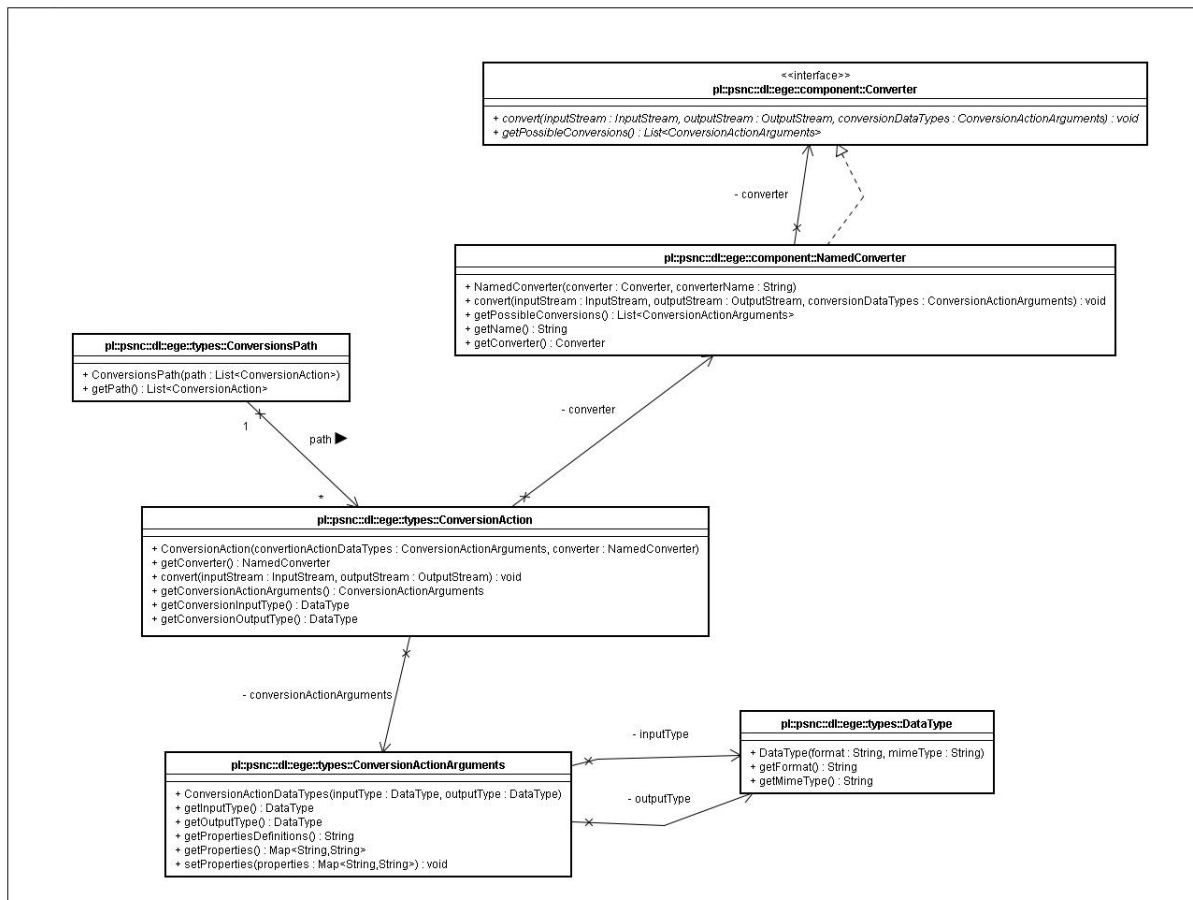 <<interface>>
pl::psnc::dl::ege::component::Converter
+ convert(inputStream : InputStream, outputStream : OutputStream, conversionDataTypes : ConversionActionArguments) : void
+ getPossibleConversions() : List<ConversionActionArguments>
- converter
pl::psnc::dl::ege::component::NamedConverter
+ NamedConverter(converter : Converter, converterName : String)
+ convert(inputStream : InputStream, outputStream : OutputStream, conversionDataTypes : ConversionActionArguments) : void
+ getPossibleConversions() : List<ConversionActionArguments>
+ getName() : String
+ getConverter() : Converter
pl::psnc::dl::ege::types::ConversionsPath
+ ConversionsPath(path : List<ConversionAction>)
+ getPath() : List<ConversionAction>
- converter
1
path
*
pl::psnc::dl::ege::types::ConversionAction
+ ConversionAction(convertionActionDataTypes : ConversionActionArguments, converter : NamedConverter)
+ getConverter() : NamedConverter
+ convert(inputStream : InputStream, outputStream : OutputStream) : void
+ getConversionActionArguments() : ConversionActionArguments
+ getConversionInputType() : DataType
+ getConversionOutputType() : DataType
- conversionActionArguments
- inputType
pl::psnc::dl::ege::types::DataType
+ DataType(format : String, mimeType : String)
+ getFormat() : String
+ getMimeType() : String
- outputType
pl::psnc::dl::ege::types::ConversionActionArguments
+ ConversionActionDataTypes(inputType : DataType, outputType : DataType)
+ getInputType() : DataType
+ getOutputType() : DataType
+ getPropertiesDefinitions() : String
+ getProperties() : Map<String,String>
+ setProperties(properties : Map<String,String>) : void